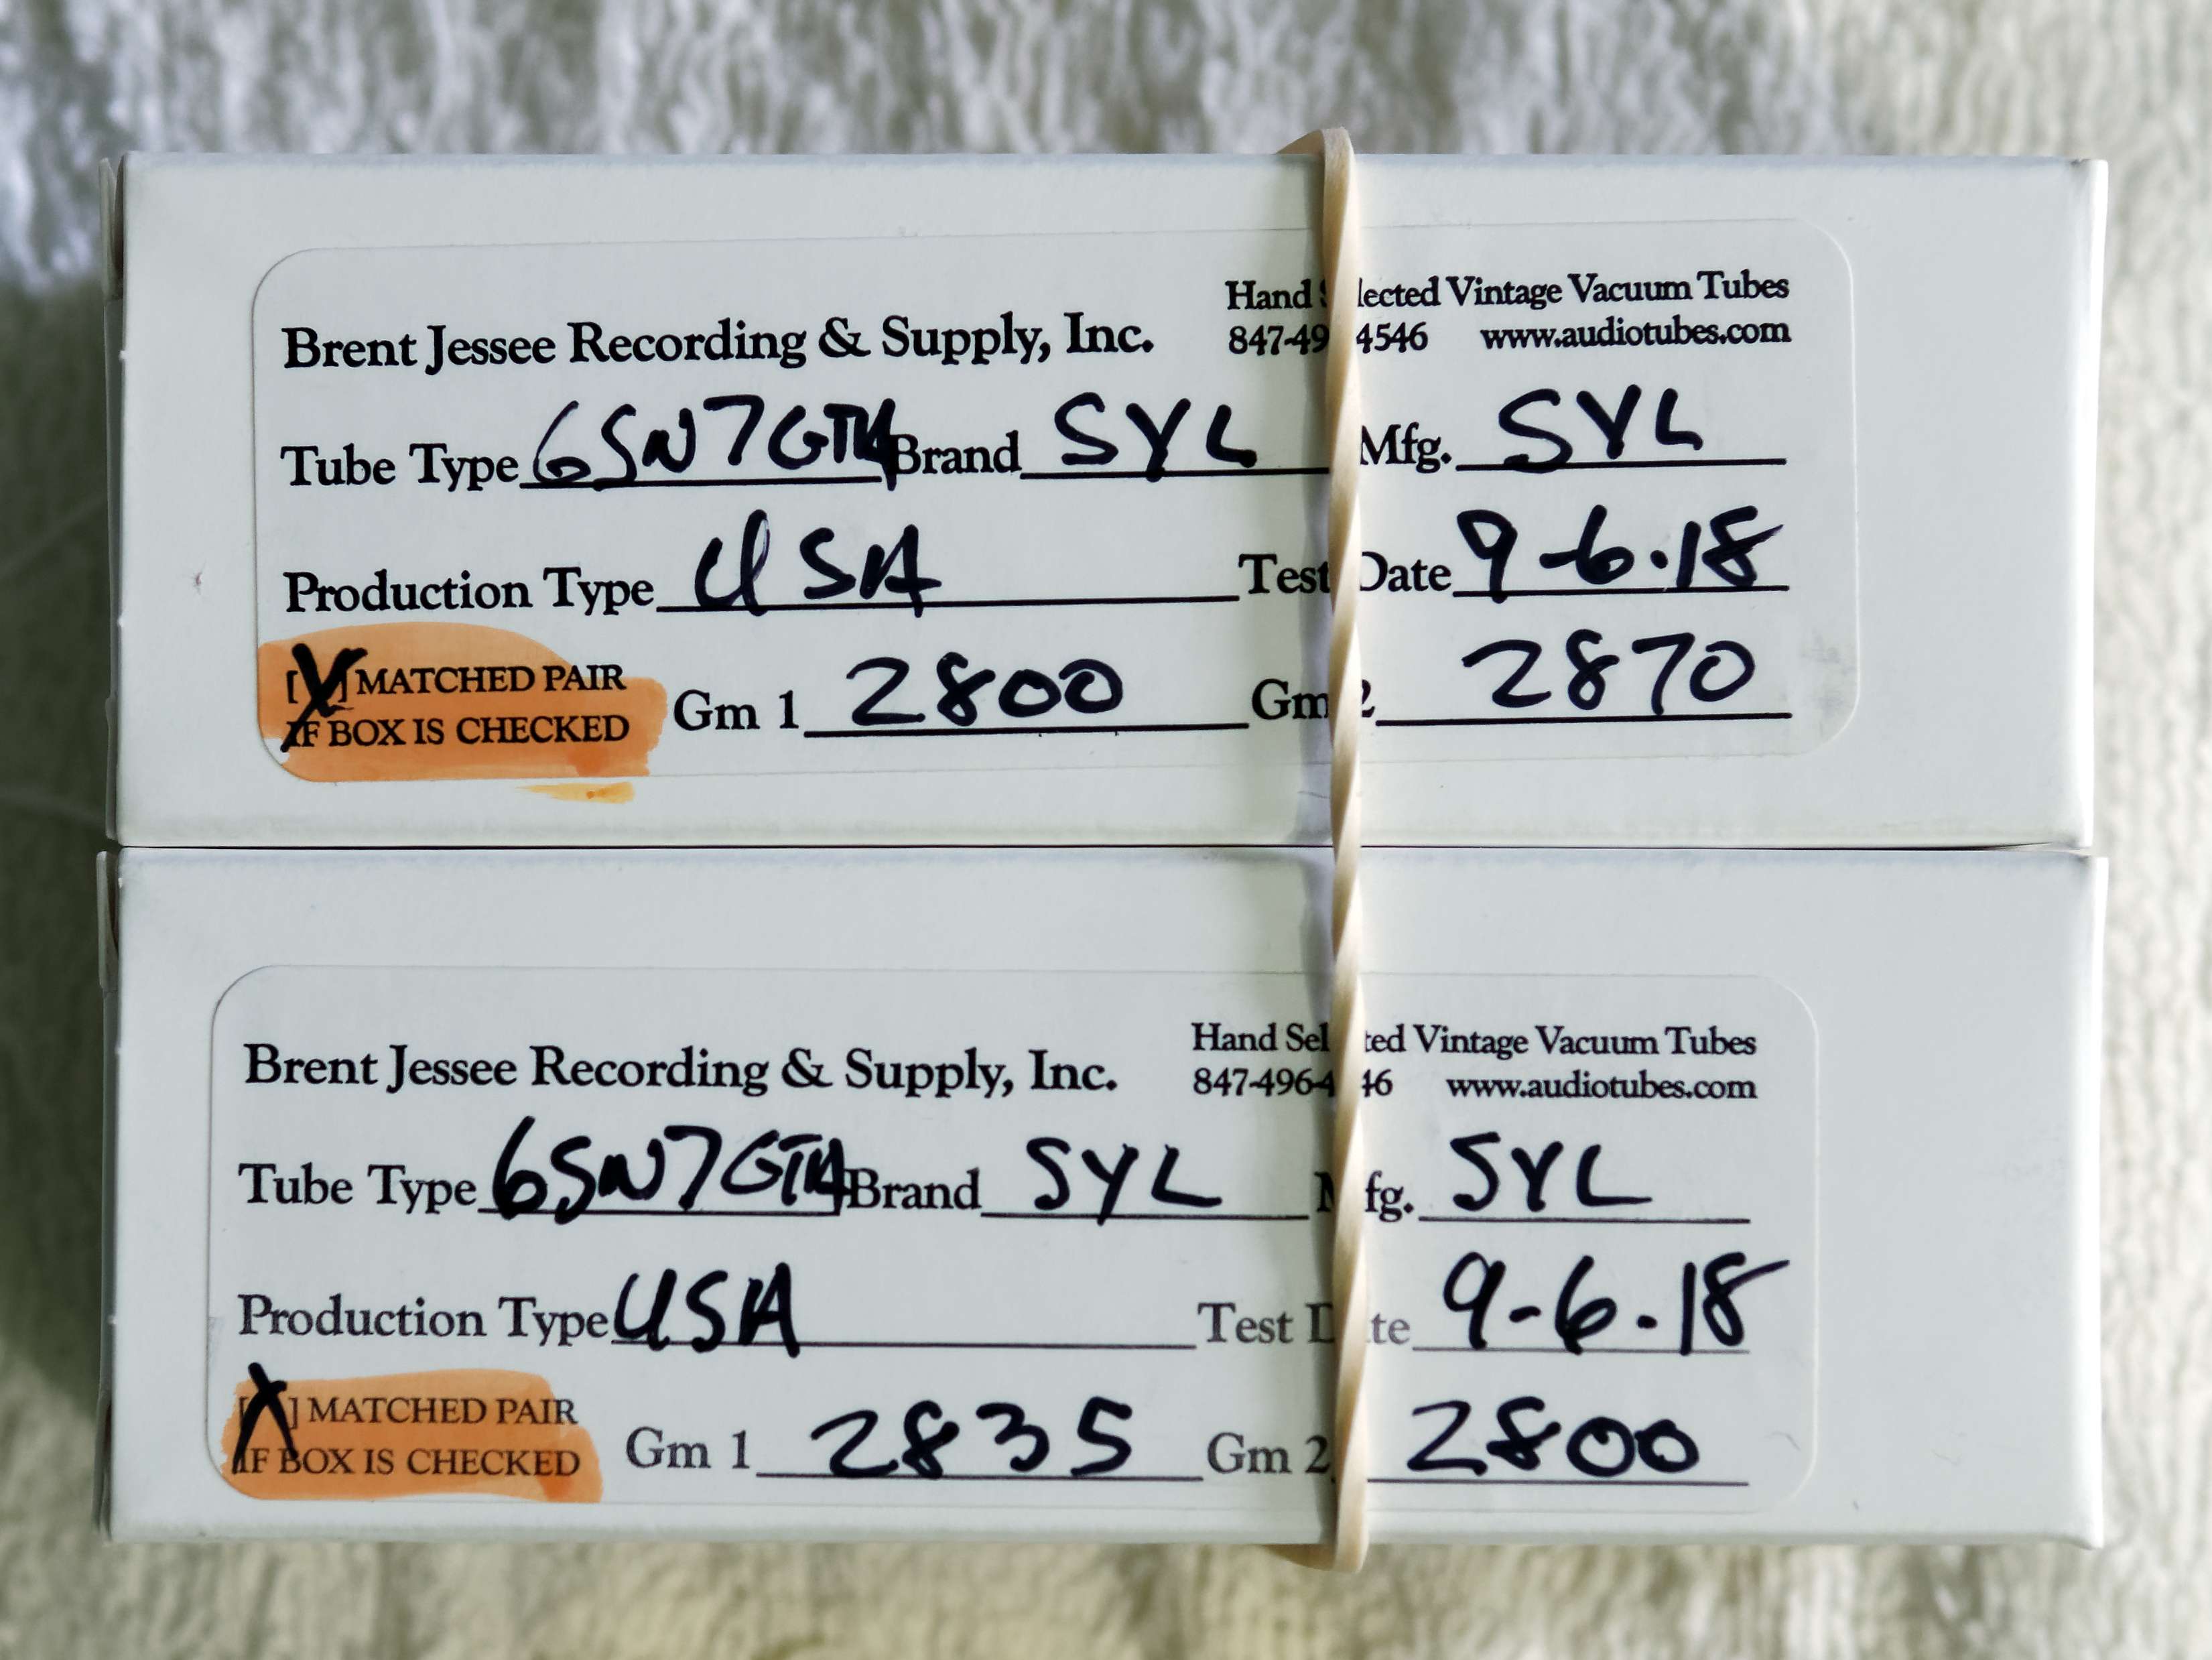 Hand lected Vintage Vacuum Tubes
Brent Jessee Recording & Supply, Inc. 847-49 4546 www.audiotubes.com
Tube Type 6SN7GTA Brand SYL Mfg. SYL
Production Type USA Test Date 9-6-18
[X] MATCHED PAIR
IF BOX IS CHECKED Gm 1 2800 Gm 2 2870
Hand Sel ted Vintage Vacuum Tubes
Brent Jessee Recording & Supply, Inc. 847-496-4 46 www.audiotubes.com
Tube Type 6SN7GTA Brand SYL Mfg. SYL
Production Type USA Test D te 9-6-18
[X] MATCHED PAIR
IF BOX IS CHECKED Gm 1 2835 Gm 2 2800